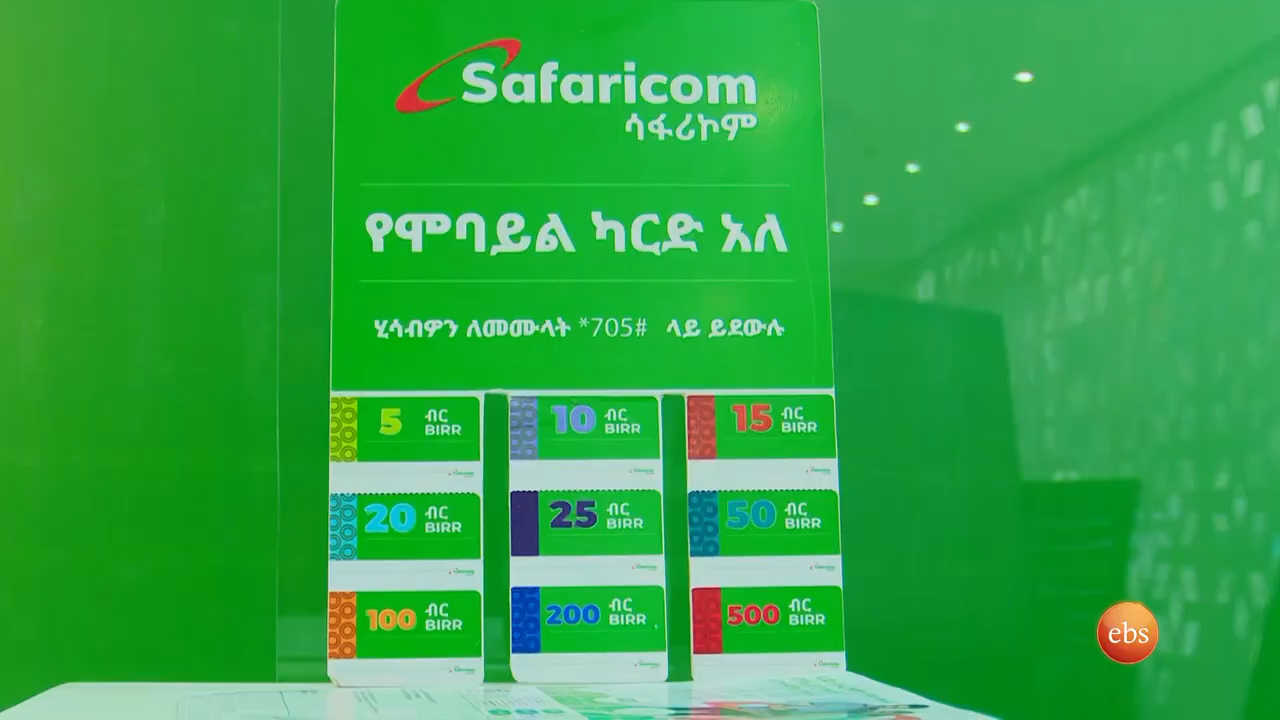 Safaricom
ሳፋሪኮም
የሞባይል ካርድ አለ
ሂሳብዎን ለመሙላት *705# ላይ ይደውሉ
5 ብር BIRR
10 ብር BIRR
15 ብር BIRR
20 ብር BIRR
25 ብር BIRR
50 ብር BIRR
100 ብር BIRR
200 ብር BIRR
500 ብር BIRR
ebs